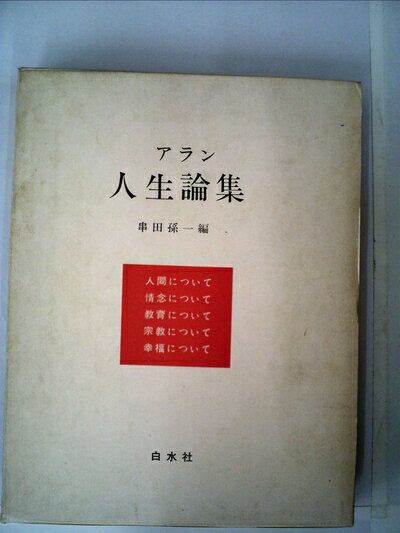 アラン
人生論集
串田孫一編
人間について
情念について
教育について
宗教について
幸福について
白水社